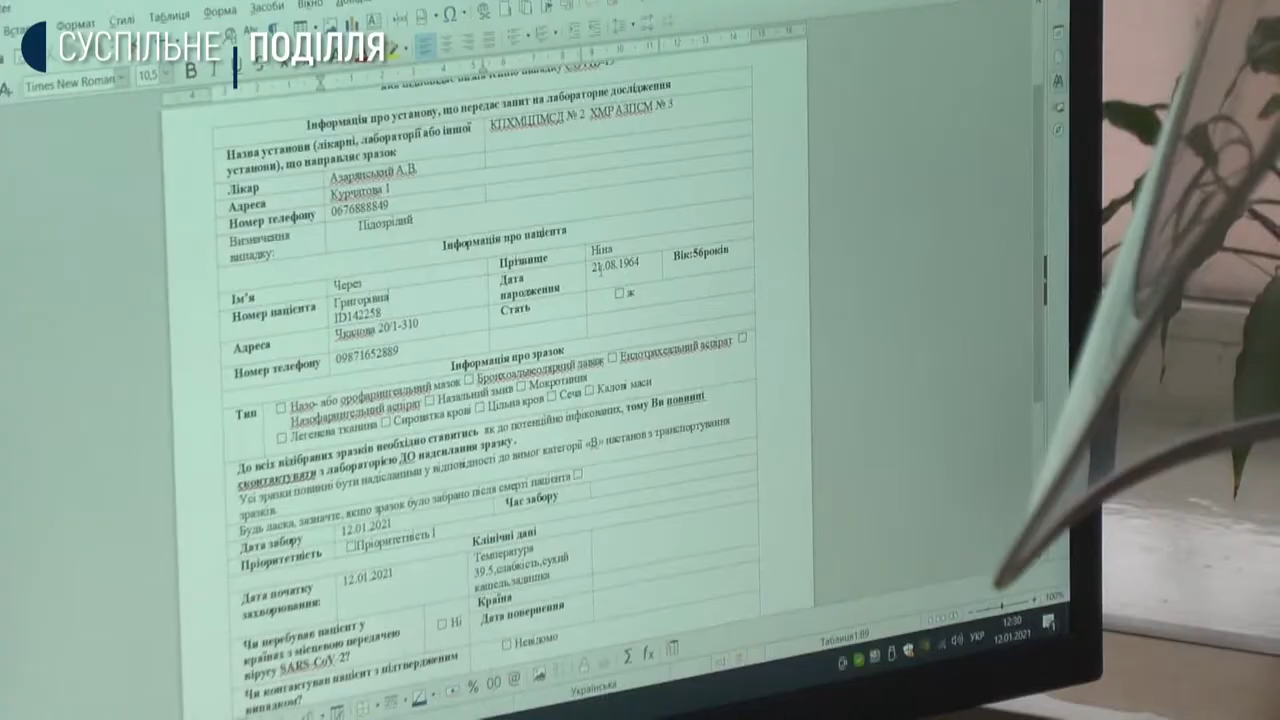 Формат Стилі Таблиця Форма Засоби Вікно
СУСПІЛЬНЕ ПОДІЛЛЯ
Times New Roman 10,5
Інформація про установу, що передає запит на лабораторне дослідження
Назва установи (лікарні, лабораторії або іншої установи), що направляє зразок
КПХМЦПМСД № 2 ХМР АЗПСМ № 3
Лікар Азарянський А.В.
Адреса Курчатова 1
Номер телефону 0676888849
Визначення випадку: Підозрілий
Інформація про пацієнта
Ім'я Через Прізвище Ніна
Номер пацієнта Григорівна ID142258 Дата народження 21.08.1964 Вік:56років
Стать ☐ ж
Адреса Чкалова 20/1-310
Номер телефону 09871652889
Інформація про зразок
Тип ☐ Назо- або орофарингеальний мазок ☐ Бронхоальвеолярний лаваж ☐ Ендотрахеальний аспірат ☐
Назофарингеальний аспірат ☐ Назальний змив ☐ Мокротиння
☐ Легенева тканина ☐ Сироватка крові ☐ Цільна кров ☐ Сеча ☐ Калові маси
До всіх відібраних зразків необхідно ставитись як до потенційно інфікованих, тому Ви повинні
сконтактувати з лабораторією ДО надсилання зразку.
Усі зразки повинні бути надісланими у відповідності до вимог категорії «В» настанов з транспортування
зразків.
Будь ласка, зазначте, якщо зразок було забрано після смерті пацієнта ☐
Дата забору 12.01.2021 Час забору
Пріоритетність ☐Пріоритетність 1
Клінічні дані
Дата початку захворювання: 12.01.2021
Температура
39.5,слабкість,сухий
кашель,задишка
Країна
Дата повернення
Чи перебував пацієнт у
країнах з місцевою передачею
вірусу SARS-CoV-2?
☐ Ні
☐ Невідомо
Чи контактував пацієнт з підтвердженим
випадком?
Таблиця1:B9
100%
Українська
УКР
12:30
12.01.2021